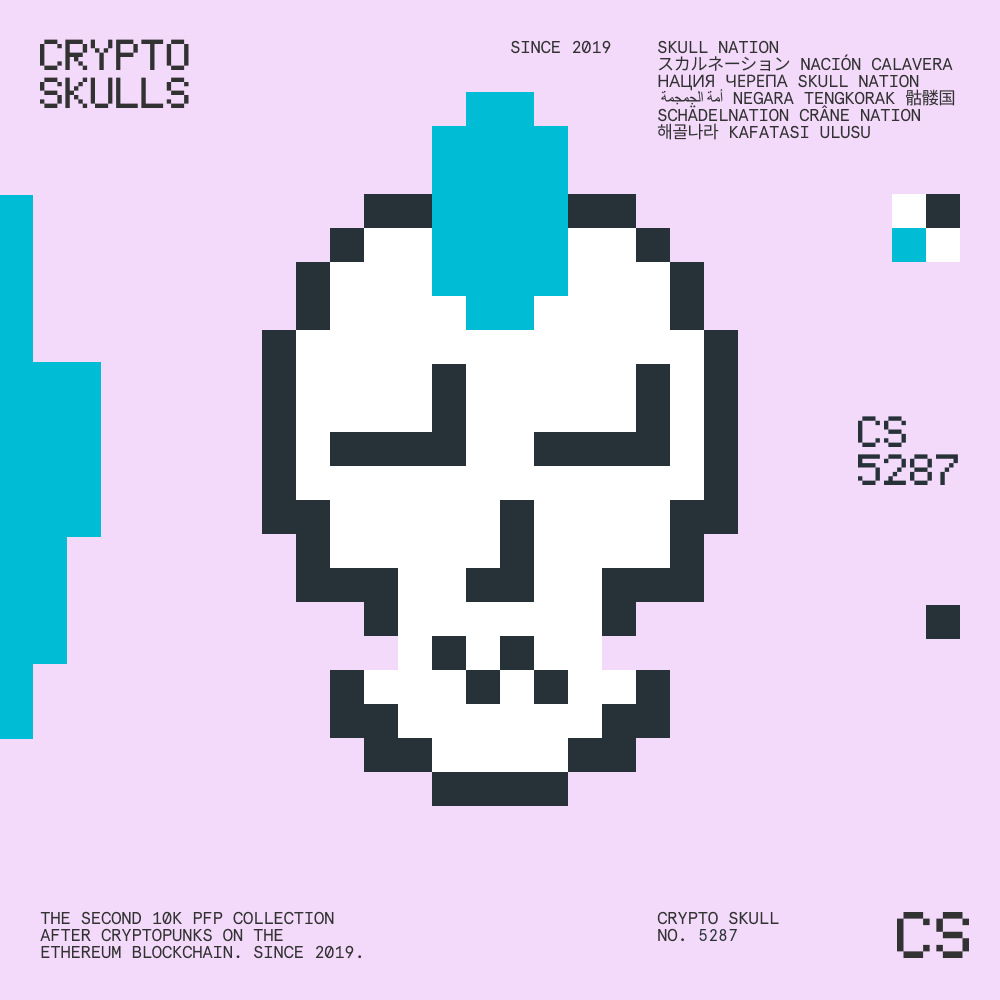 CRYPTO
SKULLS
SINCE 2019
SKULL NATION
スカルネーション NACIÓN CALAVERA
НАЦИЯ ЧЕРЕПА SKULL NATION
أمة الجمجمة NEGARA TENGKORAK 骷髅国
SCHÄDELNATION CRÂNE NATION
해골나라 KAFATASI ULUSU
CS
5287
THE SECOND 10K PFP COLLECTION
AFTER CRYPTOPUNKS ON THE
ETHEREUM BLOCKCHAIN. SINCE 2019.
CRYPTO SKULL
NO. 5287
CS